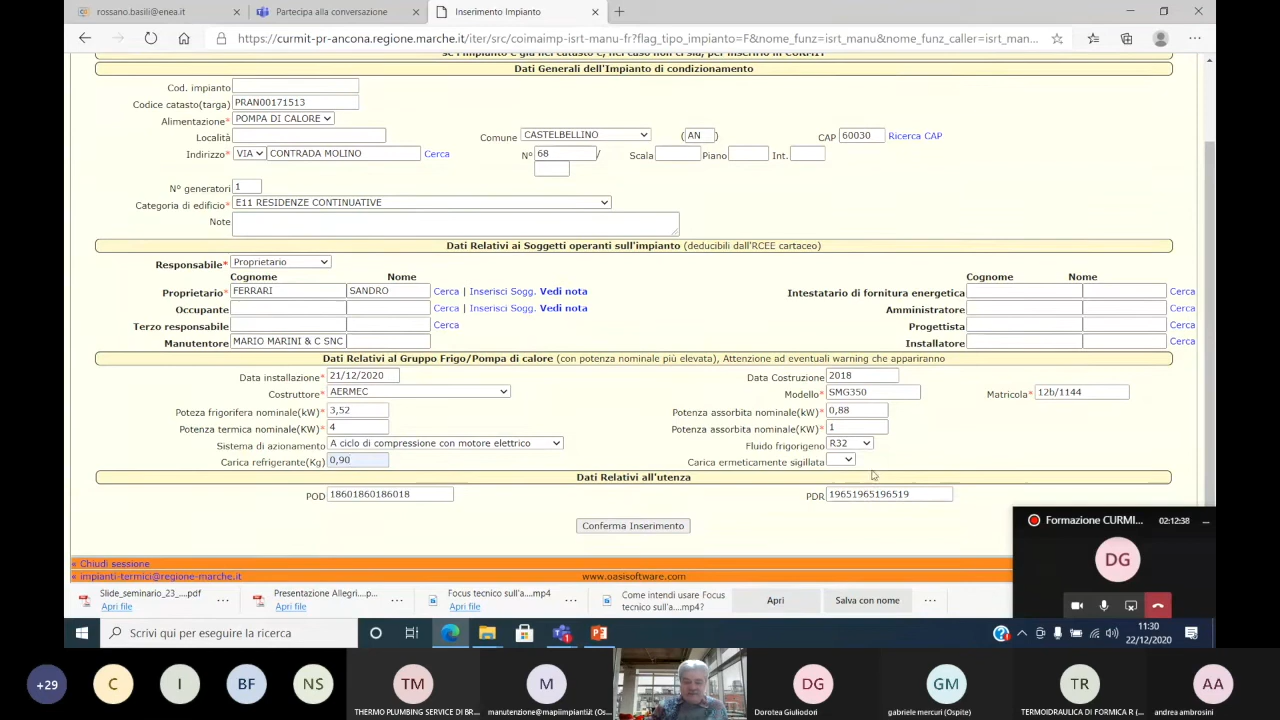 rossano.basili@enea.it
Partecipa alla conversazione
Inserimento Impianto
https://curmit-pr-ancona.regione.marche.it/iter/src/coimaimp-isrt-manu-fr?flag_tipo_impianto=F&nome_funz=isrt_manu&nome_funz_caller=isrt_man...
Dati Generali dell'Impianto di condizionamento
Cod. impianto
Codice catasto(targa) PRAN00171513
Alimentazione* POMPA DI CALORE
Località Comune CASTELBELLINO (AN) CAP 60030 Ricerca CAP
Indirizzo* VIA CONTRADA MOLINO Cerca N° 68 / Scala Piano Int.
N° generatori 1
Categoria di edificio* E11 RESIDENZE CONTINUATIVE
Note
Dati Relativi ai Soggetti operanti sull'impianto (deducibili dall'RCEE cartaceo)
Responsabile* Proprietario
Cognome Nome Cognome Nome
Proprietario* FERRARI SANDRO Cerca | Inserisci Sogg. Vedi nota Intestatario di fornitura energetica Cerca
Occupante Cerca | Inserisci Sogg. Vedi nota Amministratore Cerca
Terzo responsabile Cerca Progettista Cerca
Manutentore MARIO MARINI & C SNC Installatore Cerca
Dati Relativi al Gruppo Frigo/Pompa di calore (con potenza nominale più elevata), Attenzione ad eventuali warning che appariranno
Data installazione* 21/12/2020 Data Costruzione 2018
Costruttore* AERMEC Modello* SMG350 Matricola* 12b/1144
Poteza frigorifera nominale(kW)* 3,52 Potenza assorbita nominale(kW)* 0,88
Potenza termica nominale(KW)* 4 Potenza assorbita nominale(KW)* 1
Sistema di azionamento* A ciclo di compressione con motore elettrico Fluido frigorigeno R32
Carica refrigerante(Kg) 0,90 Carica ermeticamente sigillata
Dati Relativi all'utenza
POD 18601860186018 PDR 19651965196519
Conferma Inserimento
« Chiudi sessione
« impianti-termici@regione-marche.it www.oasisoftware.com
Formazione CURMI... 02:12:38
DG
Slide_seminario_23_....pdf
Apri file
Presentazione Allegri....pdf
Apri file
Focus tecnico sull'a....mp4
Apri file
Come intendi usare Focus
tecnico sull'a....mp4?
Apri
Salva con nome
Scrivi qui per eseguire la ricerca
11:30
22/12/2020
+29 C I BF NS TM M DG GM TR AA
THERMO PLUMBING SERVICE DI BR...
manutenzione@mapiimpianti.it (Os...
Dorotea Giuliodori
gabriele mercuri (Ospite)
TERMOIDRAULICA DI FORMICA R (...
andrea ambrosini